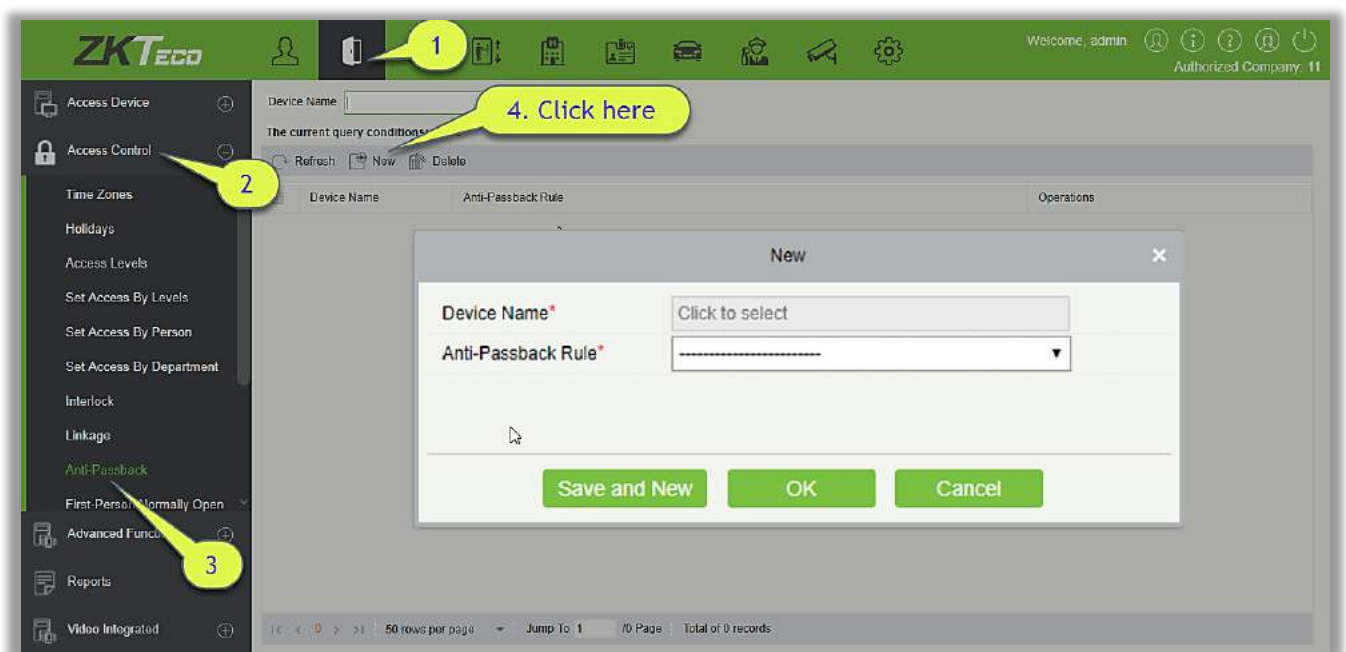 ZKTECO
1
Welcome, admin
Authorized Company: 11
Access Device
Device Name
4. Click here
The current query conditions
Access Control
Refresh New Delete
2
Time Zones
Device Name Anti-Passback Rule Operations
Holidays
Access Levels
Set Access By Levels
Set Access By Person
Set Access By Department
Interlock
Linkage
Anti-Passback
First-Person Normally Open
Advanced Func
3
Reports
Video Integrated
New
Device Name* Click to select
Anti-Passback Rule* -------------------------
Save and New OK Cancel
0 50 rows per page Jump To 1 /0 Page Total of 0 records